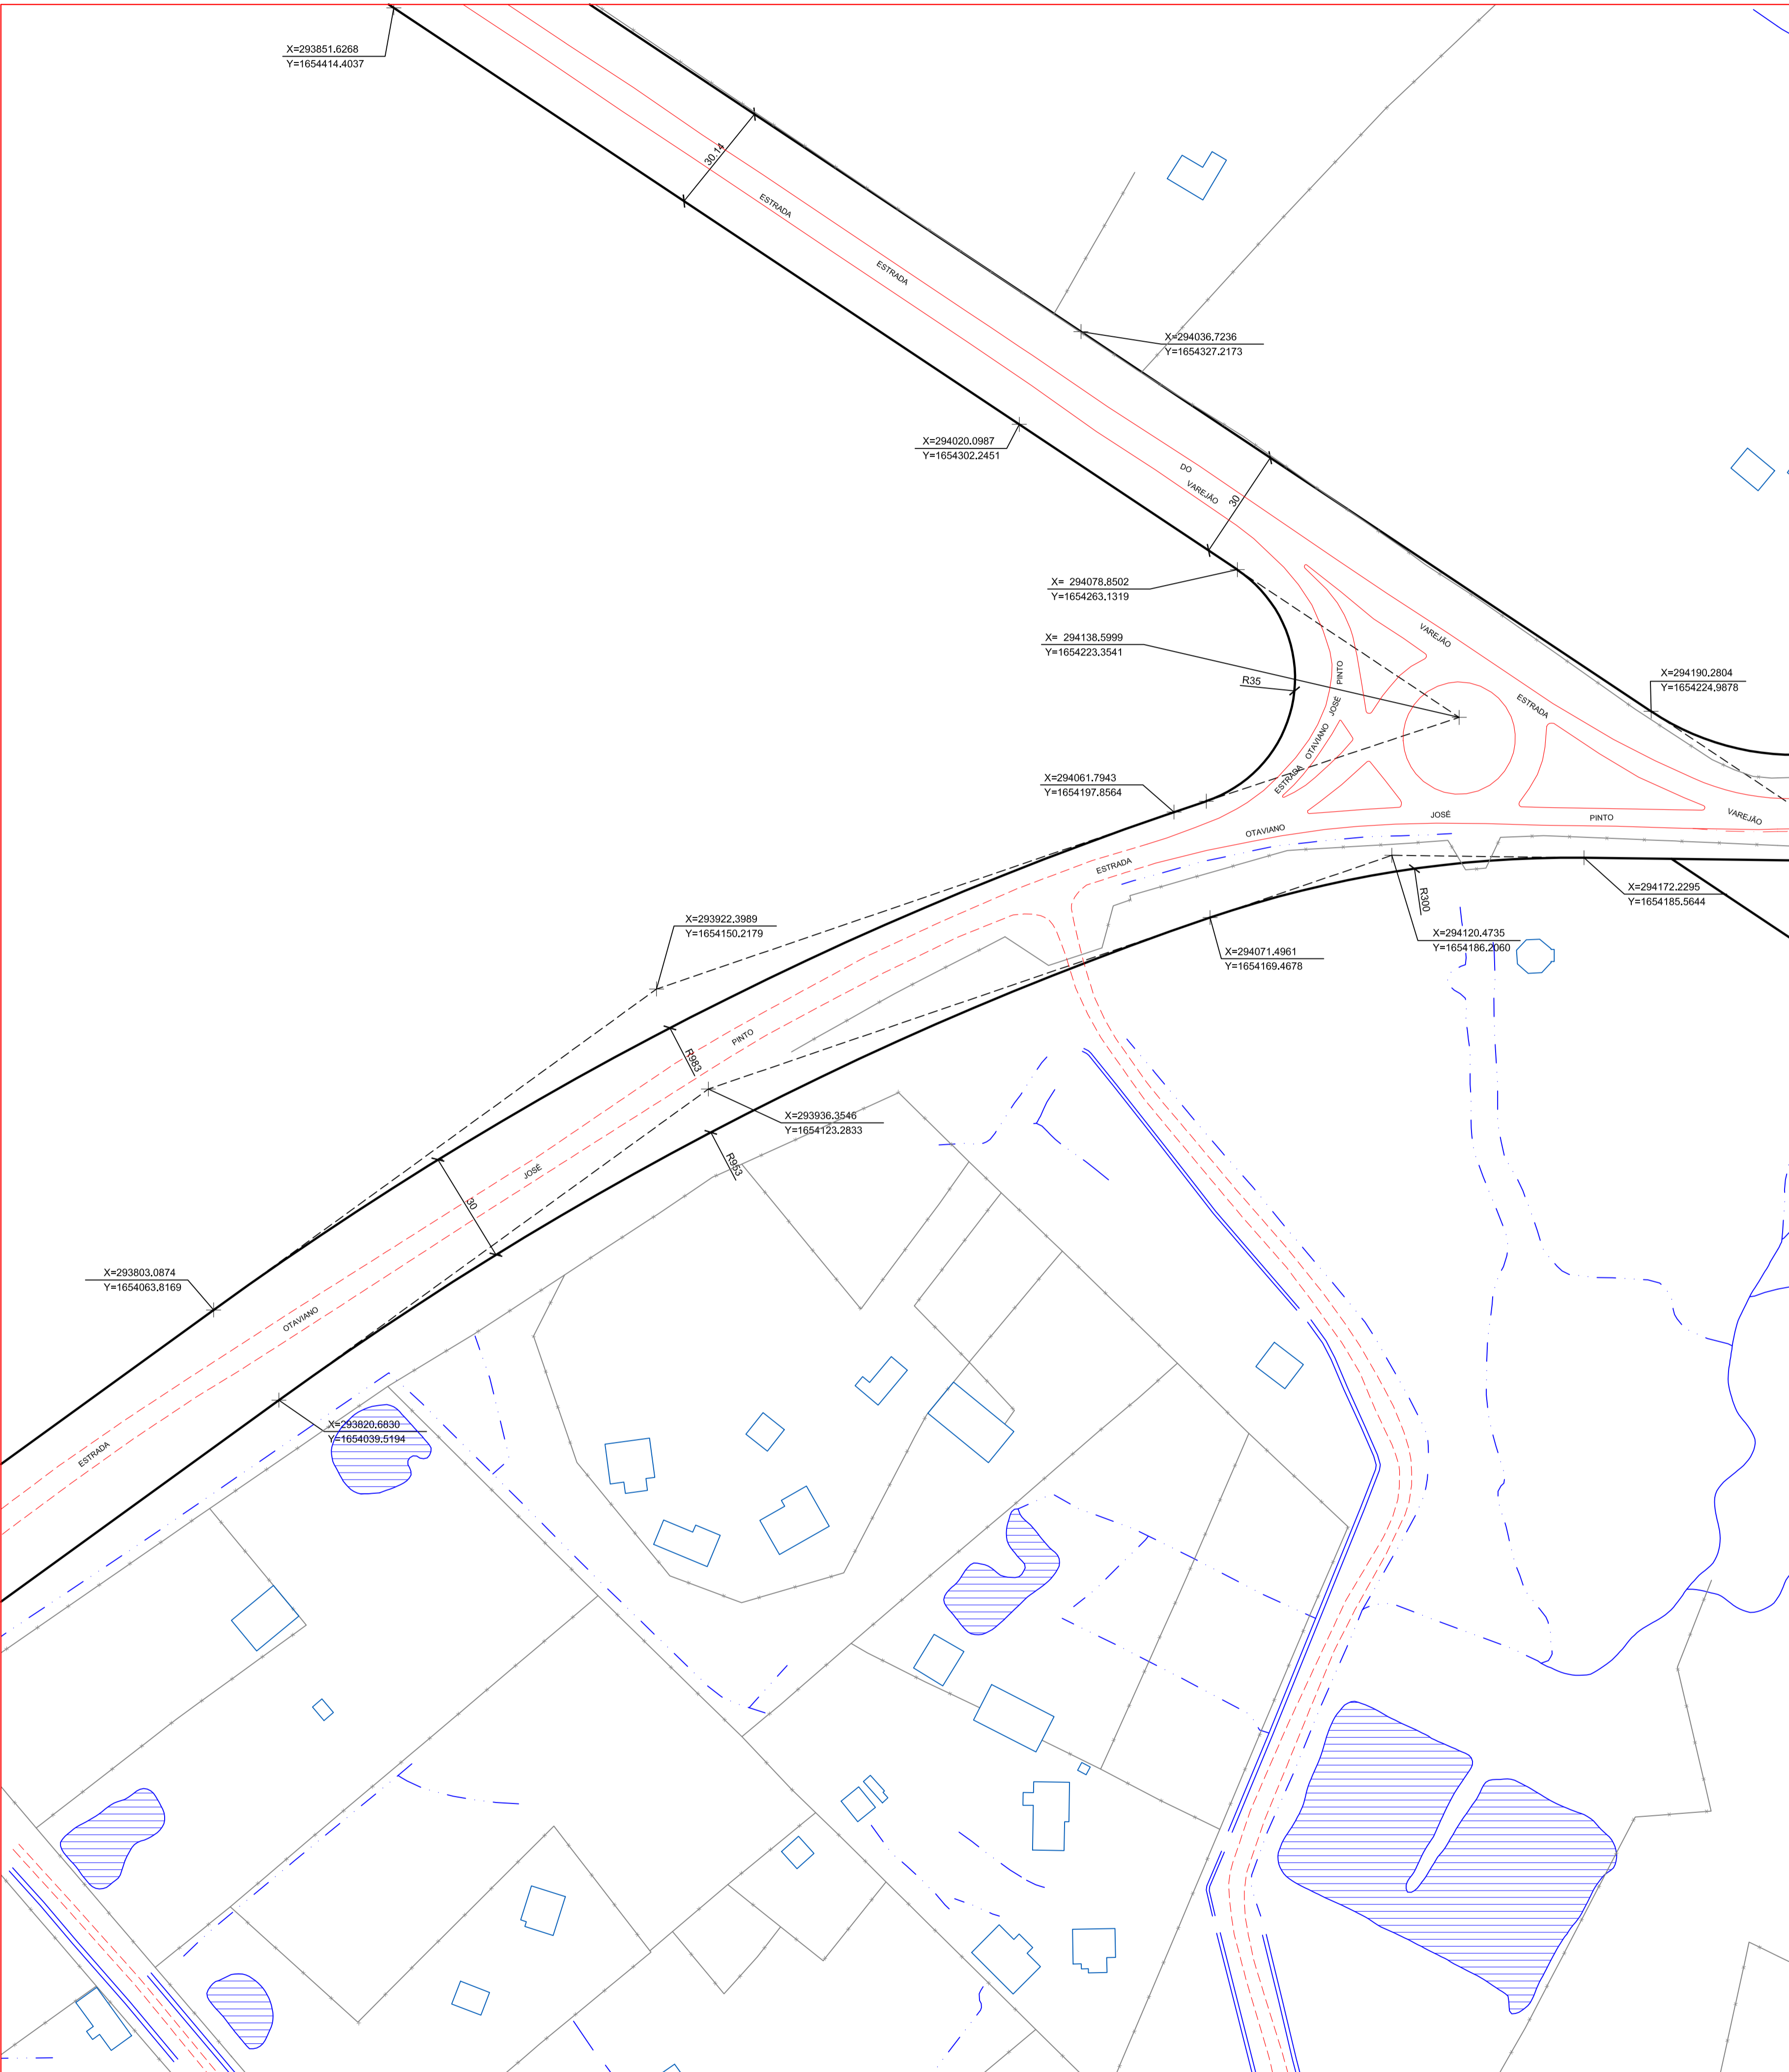 X=293851.6268
Y=1654414.4037
30.14
ESTRADA
ESTRADA
X=294036.7236
Y=1654327.2173
X=294020.0987
Y=1654302.2451
DO
VAREJÃO
30
X= 294078.8502
Y=1654263.1319
X= 294138.5999
Y=1654223.3541
VAREJÃO
R35
PINTO
X=294190.2804
Y=1654224.9878
ESTRADA
JOSÉ
OTAVIANO
ESTRADA
X=294061.7943
Y=1654197.8564
JOSÉ
PINTO
VAREJÃO
OTAVIANO
ESTRADA
R300
X=294172.2295
Y=1654185.5644
X=293922.3989
Y=1654150.2179
X=294120.4735
Y=1654186.2060
X=294071.4961
Y=1654169.4678
PINTO
R983
X=293936.3546
Y=1654123.2833
R953
JOSÉ
30
X=293803.0874
Y=1654063.8169
OTAVIANO
X=293820.6830
Y=1654039.5194
ESTRADA